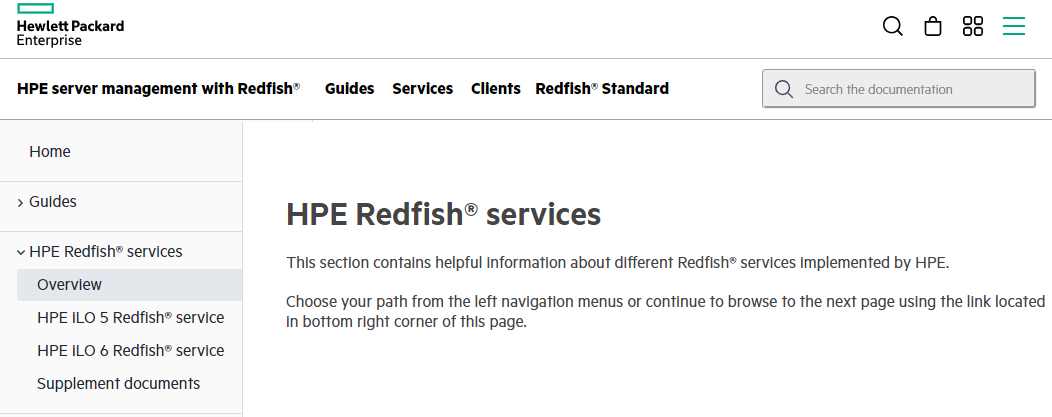 Hewlett Packard
Enterprise
HPE server management with Redfish® Guides Services Clients Redfish® Standard Search the documentation
Home
Guides
HPE Redfish® services
Overview
HPE ILO 5 Redfish® service
HPE ILO 6 Redfish® service
Supplement documents
HPE Redfish® services
This section contains helpful information about different Redfish® services implemented by HPE.
Choose your path from the left navigation menus or continue to browse to the next page using the link located
in bottom right corner of this page.